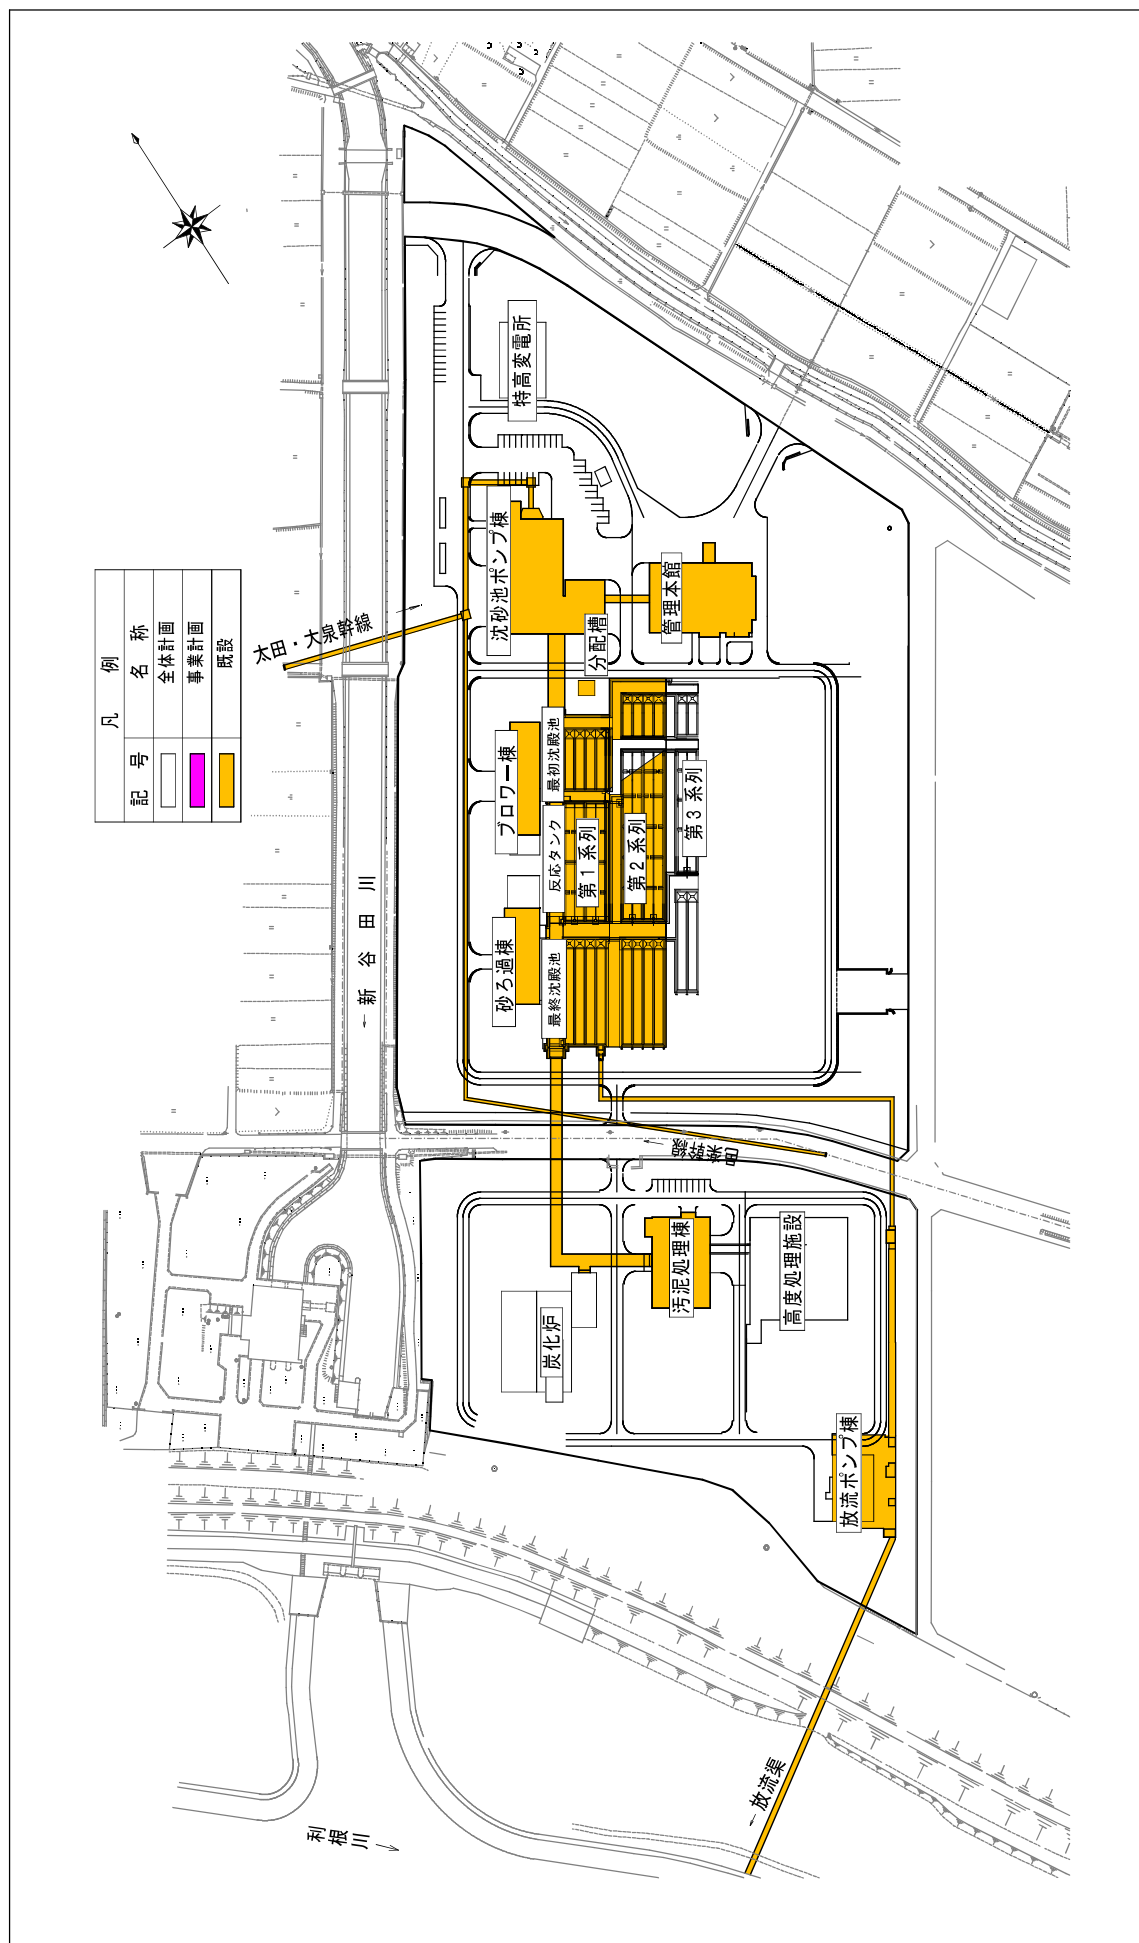 凡例
記号 名称
全体計画
事業計画
既設
太田・大泉幹線
←新谷田川
特高変電所
沈砂池ポンプ棟
管理本館
分配槽
ブロワー棟
最初沈殿池
反応タンク
最終沈殿池
第1系列
第2系列
第3系列
砂ろ過棟
邑楽幹線
汚泥処理棟
高度処理施設
炭化炉
放流ポンプ棟
←放流渠
利根川